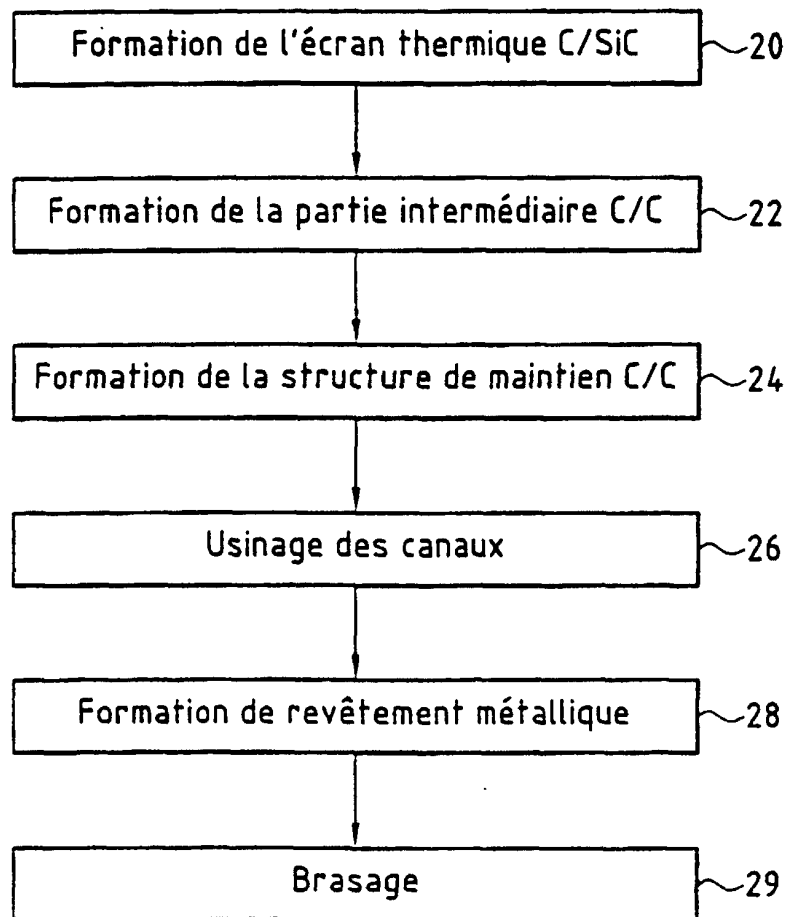 Formation de l'écran thermique C/SiC 20
Formation de la partie intermédiaire C/C 22
Formation de la structure de maintien C/C 24
Usinage des canaux 26
Formation de revêtement métallique 28
Brasage 29